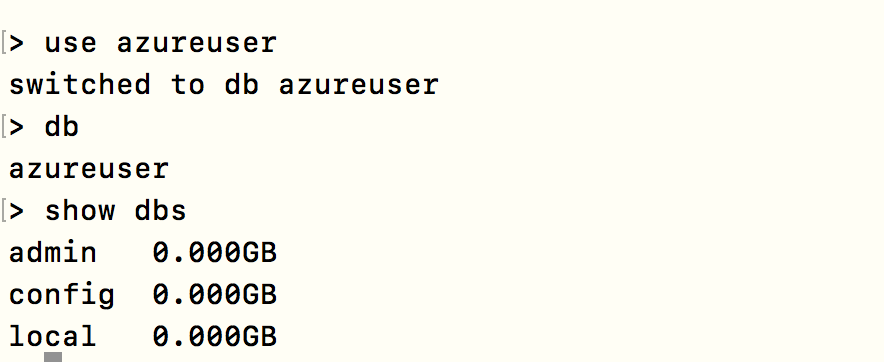 [> use azureuser
switched to db azureuser
[> db
azureuser
[> show dbs
admin   0.000GB
config  0.000GB
local   0.000GB